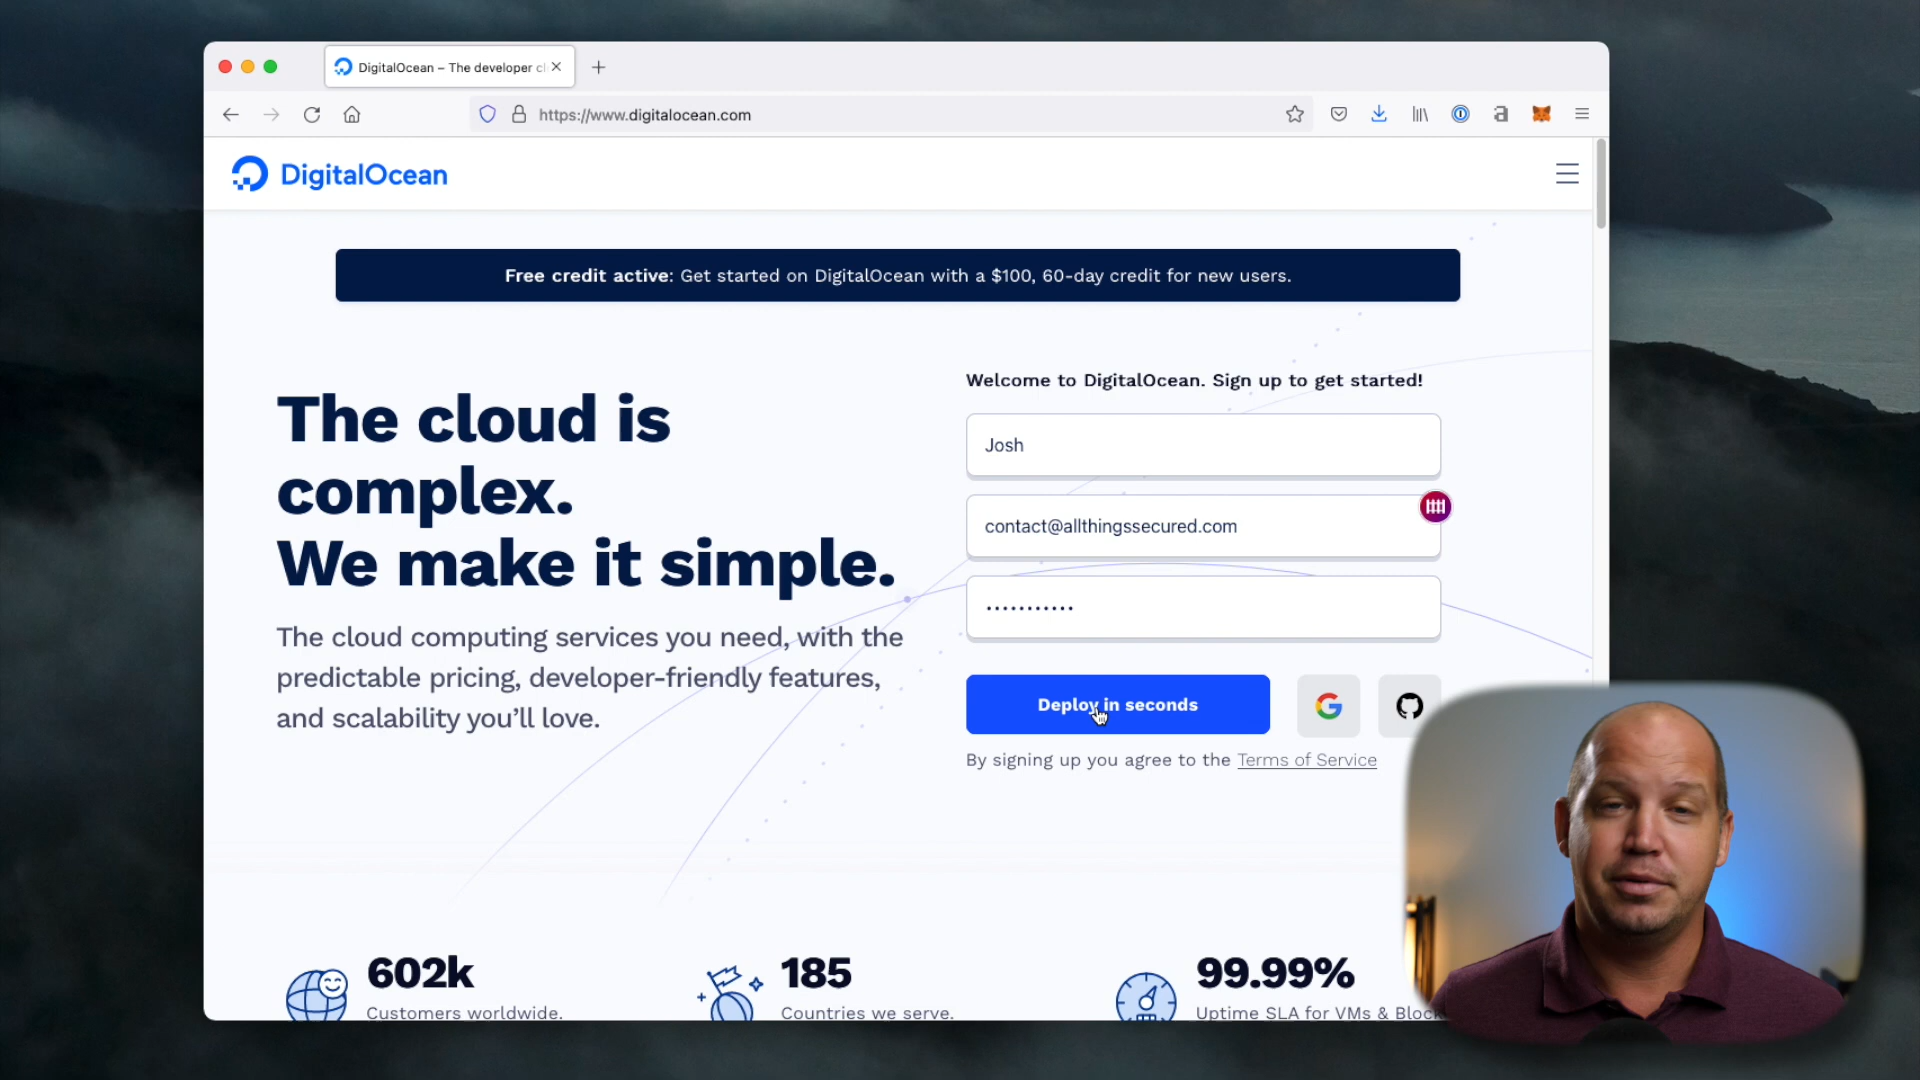 DigitalOcean – The developer cl
https://www.digitalocean.com
DigitalOcean
Free credit active: Get started on DigitalOcean with a $100, 60-day credit for new users.
The cloud is
complex.
We make it simple.
The cloud computing services you need, with the
predictable pricing, developer-friendly features,
and scalability you’ll love.
Welcome to DigitalOcean. Sign up to get started!
Josh
contact@allthingssecured.com
Deploy in seconds
By signing up you agree to the Terms of Service
602k
Customers worldwide.
185
Countries we serve.
99.99%
Uptime SLA for VMs & Block